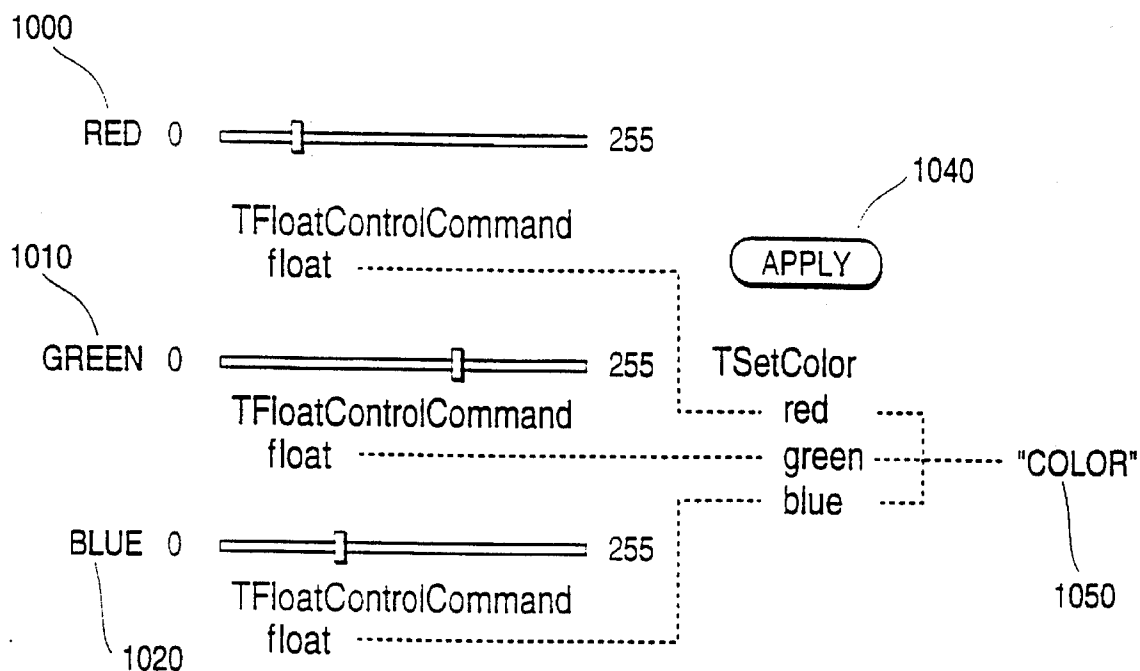 1000
RED 0 255
1040
TFloatControlCommand
float
APPLY
1010
GREEN 0 255
TSetColor
red
TFloatControlCommand
float
green
"COLOR"
blue
BLUE 0 255
1050
TFloatControlCommand
float
1020